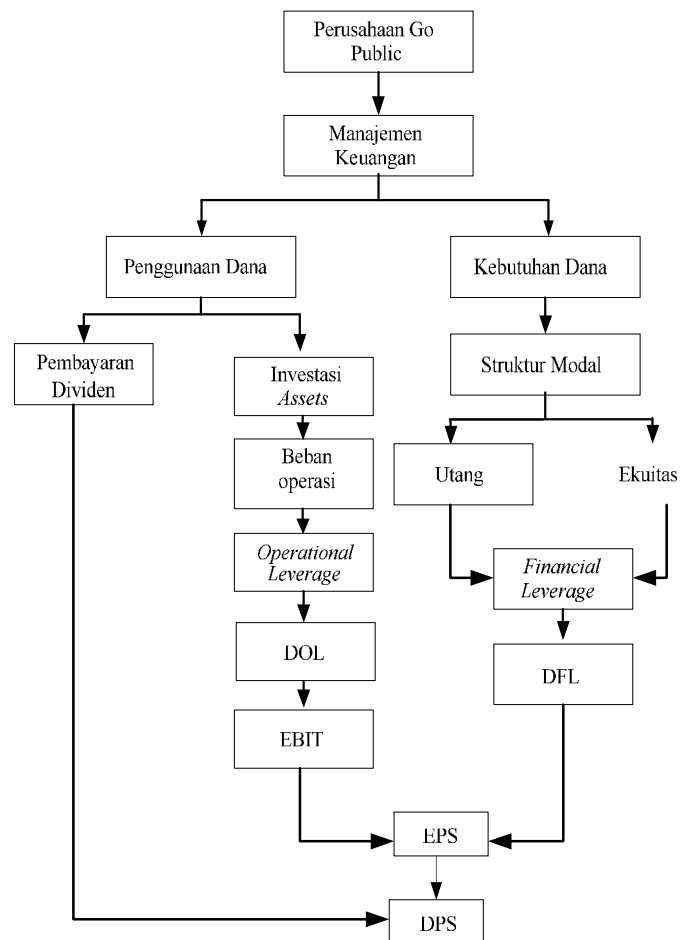 Perusahaan Go
Public
Manajemen
Keuangan
Penggunaan Dana
Kebutuhan Dana
Pembayaran
Dividen
Investasi
Assets
Struktur Modal
Beban
operasi
Utang
Ekuitas
Operational
Leverage
Financial
Leverage
DOL
DFL
EBIT
EPS
DPS